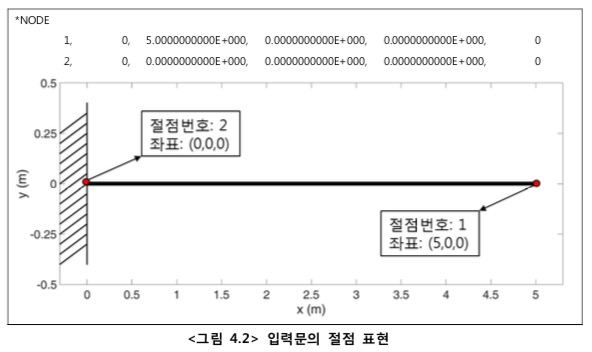 *NODE
1, 0, 5.0000000000E+000, 0.0000000000E+000, 0.0000000000E+000, 0
2, 0, 0.0000000000E+000, 0.0000000000E+000, 0.0000000000E+000, 0
0.5
0.25
0
-0.25
-0.5
y (m)
절점번호: 2
좌표: (0,0,0)
절점번호: 1
좌표: (5,0,0)
0 0.5 1 1.5 2 2.5 3 3.5 4 4.5 5
x (m)
<그림 4.2> 입력문의 절점 표현